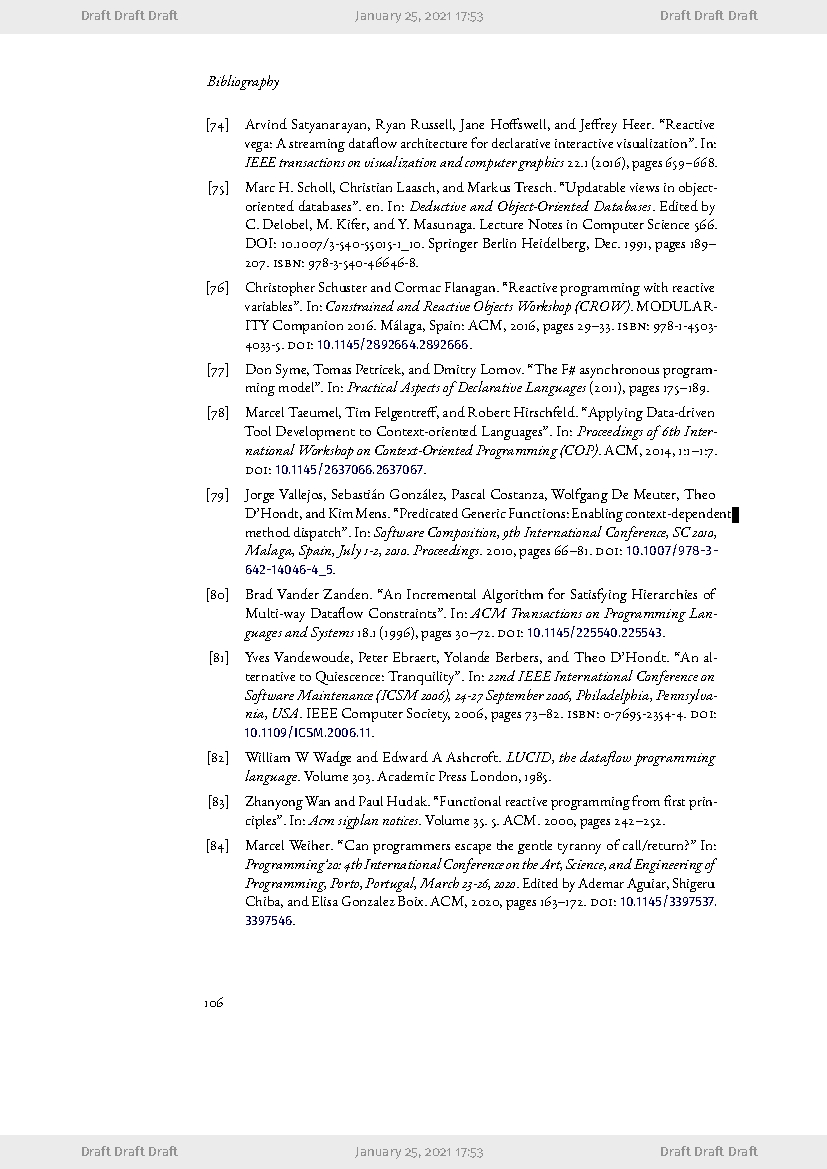 Draft Draft Draft January 25, 2021 17:53 Draft Draft Draft
Bibliography
[74] Arvind Satyanarayan, Ryan Russell, Jane Hoffswell, and Jeffrey Heer. “Reactive
vega: A streaming dataflow architecture for declarative interactive visualization”. In:
IEEE transactions on visualization and computer graphics 22.1 (2016), pages 659–668.
[75] Marc H. Scholl, Christian Laasch, and Markus Tresch. “Updatable views in object-
oriented databases”. en. In: Deductive and Object-Oriented Databases. Edited by
C. Delobel, M. Kifer, and Y. Masunaga. Lecture Notes in Computer Science 566.
DOI: 10.1007/3-540-55015-1_10. Springer Berlin Heidelberg, Dec. 1991, pages 189–
207. ISBN: 978-3-540-46646-8.
[76] Christopher Schuster and Cormac Flanagan. “Reactive programming with reactive
variables”. In: Constrained and Reactive Objects Workshop (CROW). MODULAR-
ITY Companion 2016. Málaga, Spain: ACM, 2016, pages 29–33. ISBN: 978-1-4503-
4033-5. DOI: 10.1145/2892664.2892666.
[77] Don Syme, Tomas Petricek, and Dmitry Lomov. “The F# asynchronous program-
ming model”. In: Practical Aspects of Declarative Languages (2011), pages 175–189.
[78] Marcel Taeumel, Tim Felgentreff, and Robert Hirschfeld. “Applying Data-driven
Tool Development to Context-oriented Languages”. In: Proceedings of 6th Inter-
national Workshop on Context-Oriented Programming (COP). ACM, 2014, 1:1–1:7.
DOI: 10.1145/2637066.2637067.
[79] Jorge Vallejos, Sebastián González, Pascal Costanza, Wolfgang De Meuter, Theo
D’Hondt, and Kim Mens. “Predicated Generic Functions: Enabling context-dependent
method dispatch”. In: Software Composition, 9th International Conference, SC 2010,
Malaga, Spain, July 1-2, 2010. Proceedings. 2010, pages 66–81. DOI: 10.1007/978-3-
642-14046-4_5.
[80] Brad Vander Zanden. “An Incremental Algorithm for Satisfying Hierarchies of
Multi-way Dataflow Constraints”. In: ACM Transactions on Programming Lan-
guages and Systems 18.1 (1996), pages 30–72. DOI: 10.1145/225540.225543.
[81] Yves Vandewoude, Peter Ebraert, Yolande Berbers, and Theo D’Hondt. “An al-
ternative to Quiescence: Tranquility”. In: 22nd IEEE International Conference on
Software Maintenance (ICSM 2006), 24-27 September 2006, Philadelphia, Pennsylva-
nia, USA. IEEE Computer Society, 2006, pages 73–82. ISBN: 0-7695-2354-4. DOI:
10.1109/ICSM.2006.11.
[82] William W Wadge and Edward A Ashcroft. LUCID, the dataflow programming
language. Volume 303. Academic Press London, 1985.
[83] Zhanyong Wan and Paul Hudak. “Functional reactive programming from first prin-
ciples”. In: Acm sigplan notices. Volume 35. 5. ACM. 2000, pages 242–252.
[84] Marcel Weiher. “Can programmers escape the gentle tyranny of call/return?” In:
Programming’20: 4th International Conference on the Art, Science, and Engineering of
Programming, Porto, Portugal, March 23-26, 2020. Edited by Ademar Aguiar, Shigeru
Chiba, and Elisa Gonzalez Boix. ACM, 2020, pages 163–172. DOI: 10.1145/3397537.
3397546.
106
Draft Draft Draft January 25, 2021 17:53 Draft Draft Draft